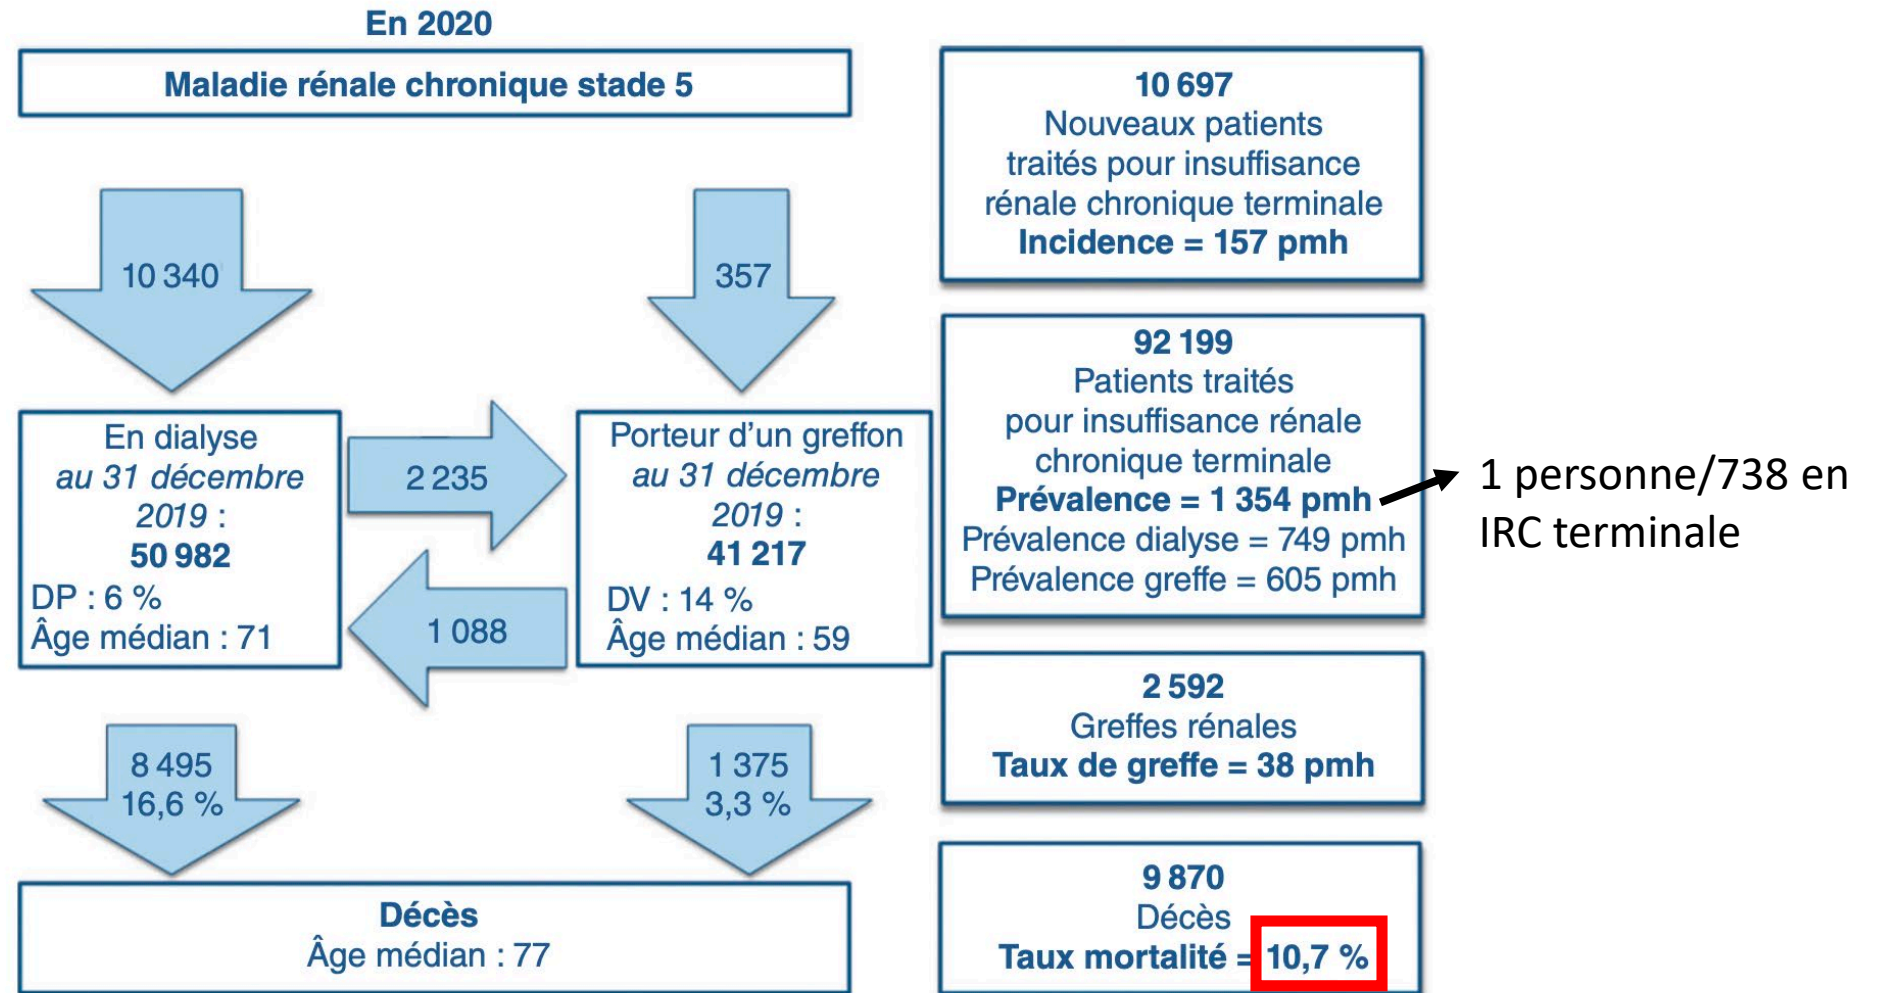 En 2020
Maladie rénale chronique stade 5
10 340
357
En dialyse
au 31 décembre
2019 :
50 982
DP : 6 %
Âge médian : 71
2 235
1 088
Porteur d'un greffon
au 31 décembre
2019 :
41 217
DV : 14 %
Âge médian : 59
8 495
16,6 %
1 375
3,3 %
Décès
Âge médian : 77
10 697
Nouveaux patients
traités pour insuffisance
rénale chronique terminale
Incidence = 157 pmh
92 199
Patients traités
pour insuffisance rénale
chronique terminale
Prévalence = 1 354 pmh
Prévalence dialyse = 749 pmh
Prévalence greffe = 605 pmh
1 personne/738 en
IRC terminale
2 592
Greffes rénales
Taux de greffe = 38 pmh
9 870
Décès
Taux mortalité = 10,7 %